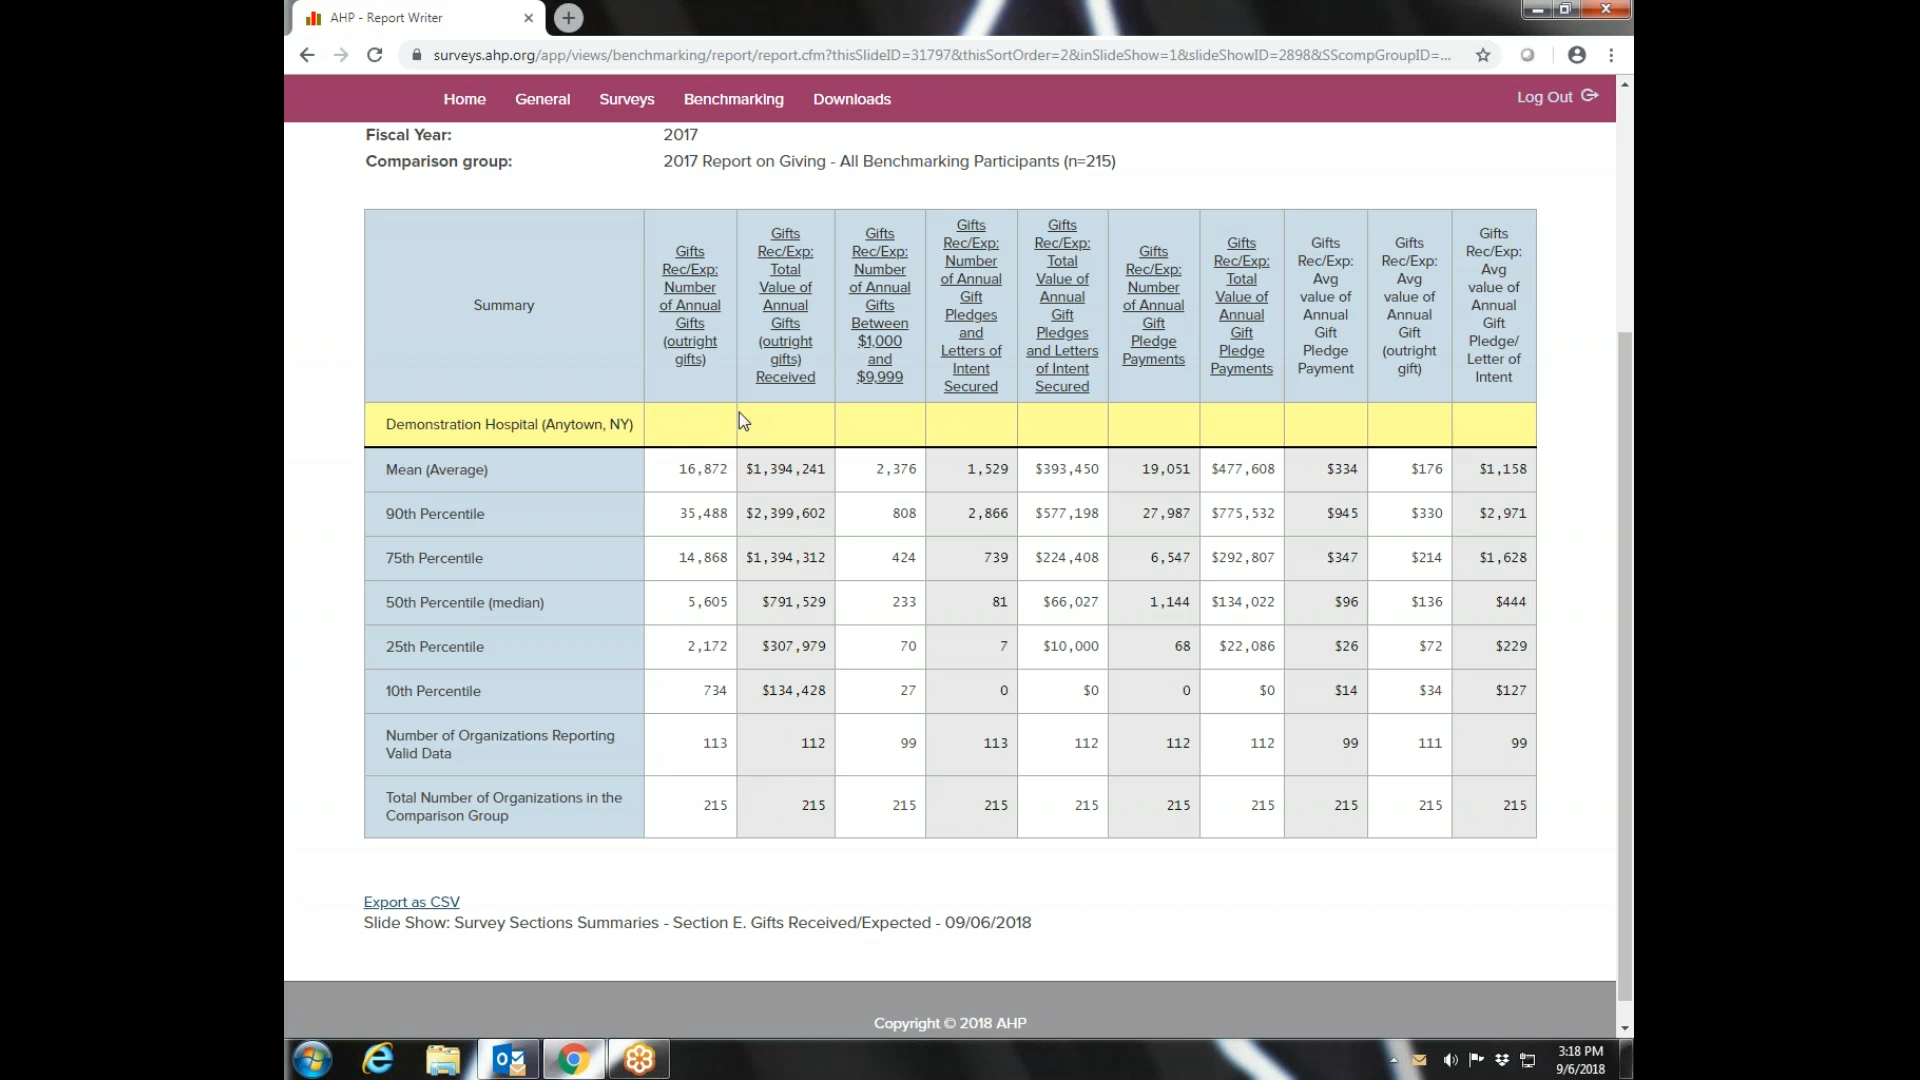 AHP - Report Writer
surveys.ahp.org/app/views/benchmarking/report/report.cfm?thisSlideID=31797&thisSortOrder=2&inSlideShow=1&slideShowID=2898&SScompGroupID=...
Home General Surveys Benchmarking Downloads Log Out
Fiscal Year: 2017
Comparison group: 2017 Report on Giving - All Benchmarking Participants (n=215)
Summary
Gifts
Rec/Exp:
Number
of Annual
Gifts
(outright
gifts)
Gifts
Rec/Exp:
Total
Value of
Annual
Gifts
(outright
gifts)
Received
Gifts
Rec/Exp:
Number
of Annual
Gifts
Between
$1,000
and
$9,999
Gifts
Rec/Exp:
Number
of Annual
Gift
Pledges
and
Letters of
Intent
Secured
Gifts
Rec/Exp:
Total
Value of
Annual
Gift
Pledges
and Letters
of Intent
Secured
Gifts
Rec/Exp:
Number
of Annual
Gift
Pledge
Payments
Gifts
Rec/Exp:
Total
Value of
Annual
Gift
Pledge
Payments
Gifts
Rec/Exp:
Avg
value of
Annual
Gift
Pledge
Payment
Gifts
Rec/Exp:
Avg
value of
Annual
Gift
(outright
gift)
Gifts
Rec/Exp:
Avg
value of
Annual
Gift
Pledge/
Letter of
Intent
Demonstration Hospital (Anytown, NY)
Mean (Average) 16,872 $1,394,241 2,376 1,529 $393,450 19,051 $477,608 $334 $176 $1,158
90th Percentile 35,488 $2,399,602 808 2,866 $577,198 27,987 $775,532 $945 $330 $2,971
75th Percentile 14,868 $1,394,312 424 739 $224,408 6,547 $292,807 $347 $214 $1,628
50th Percentile (median) 5,605 $791,529 233 81 $66,027 1,144 $134,022 $96 $136 $444
25th Percentile 2,172 $307,979 70 7 $10,000 68 $22,086 $26 $72 $229
10th Percentile 734 $134,428 27 0 $0 0 $0 $14 $34 $127
Number of Organizations Reporting
Valid Data 113 112 99 113 112 112 112 99 111 99
Total Number of Organizations in the
Comparison Group 215 215 215 215 215 215 215 215 215 215
Export as CSV
Slide Show: Survey Sections Summaries - Section E. Gifts Received/Expected - 09/06/2018
Copyright © 2018 AHP
3:18 PM
9/6/2018